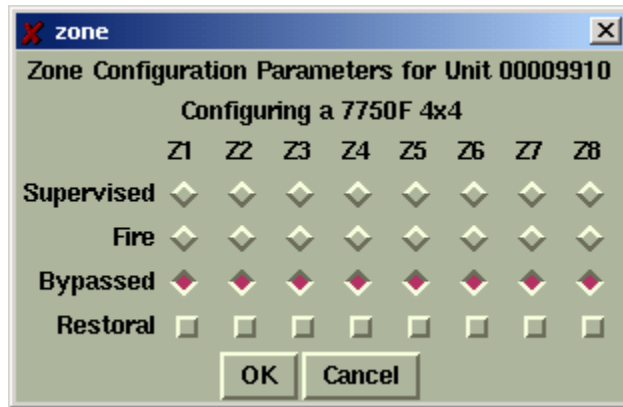 zone
Zone Configuration Parameters for Unit 00009910
Configuring a 7750F 4x4
Z1 Z2 Z3 Z4 Z5 Z6 Z7 Z8
Supervised
Fire
Bypassed
Restoral
OK Cancel